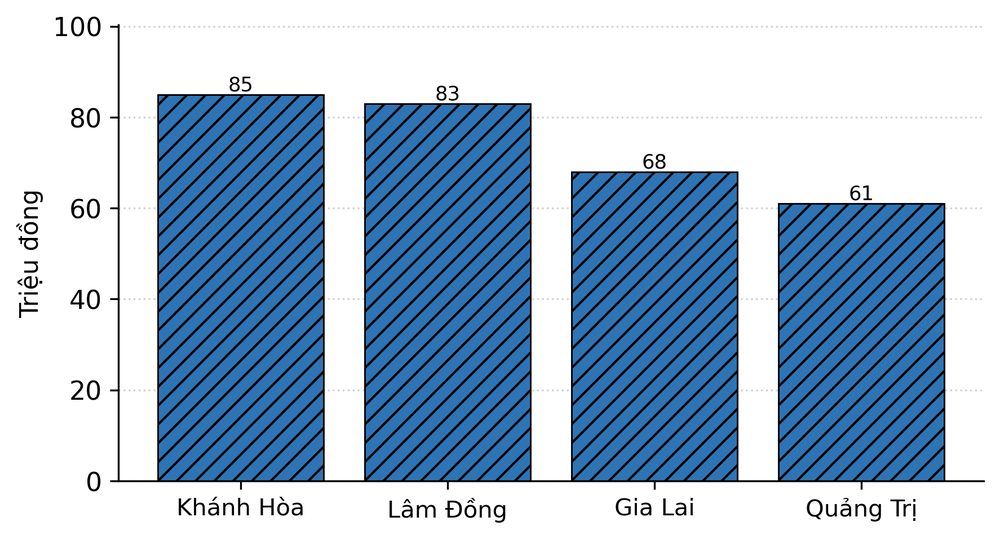 Triệu đồng
100
80
60
40
20
0
85
83
68
61
Khánh Hòa
Lâm Đồng
Gia Lai
Quảng Trị